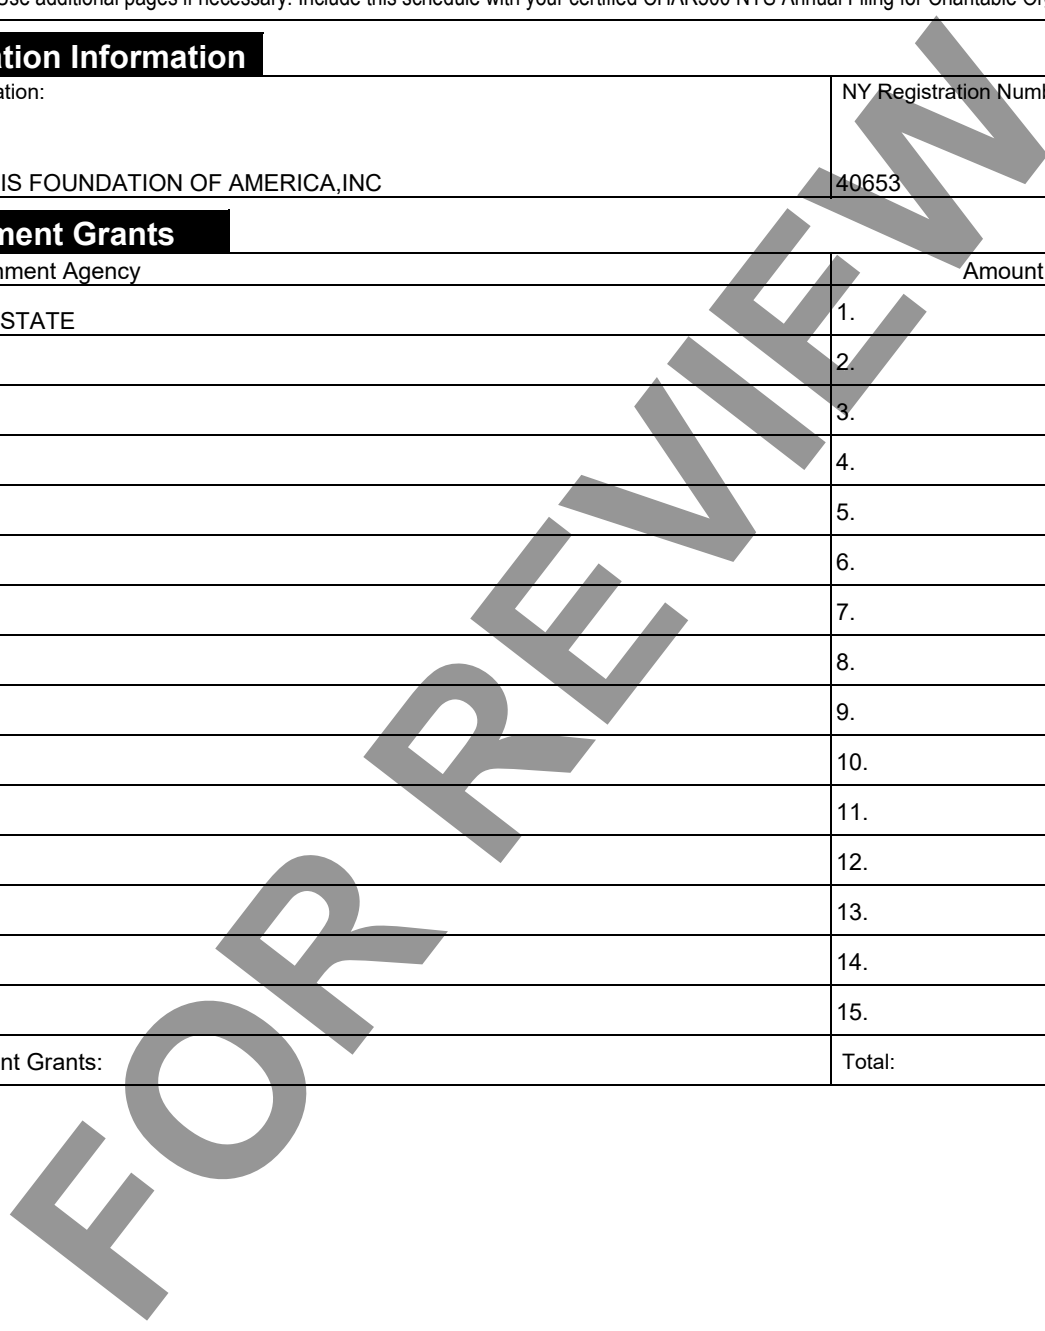 Use additional pages if necessary. Include this schedule with your certified CHAR500 NYS Annual Filing for Charitable Or
ation Information
ation:
NY Registration Numb
IS FOUNDATION OF AMERICA,INC
40653
ment Grants
nment Agency
Amount
STATE
1.
2.
3.
4.
5.
6.
7.
8.
9.
10.
11.
12.
13.
14.
15.
nt Grants:
Total:
FOR REVIEW